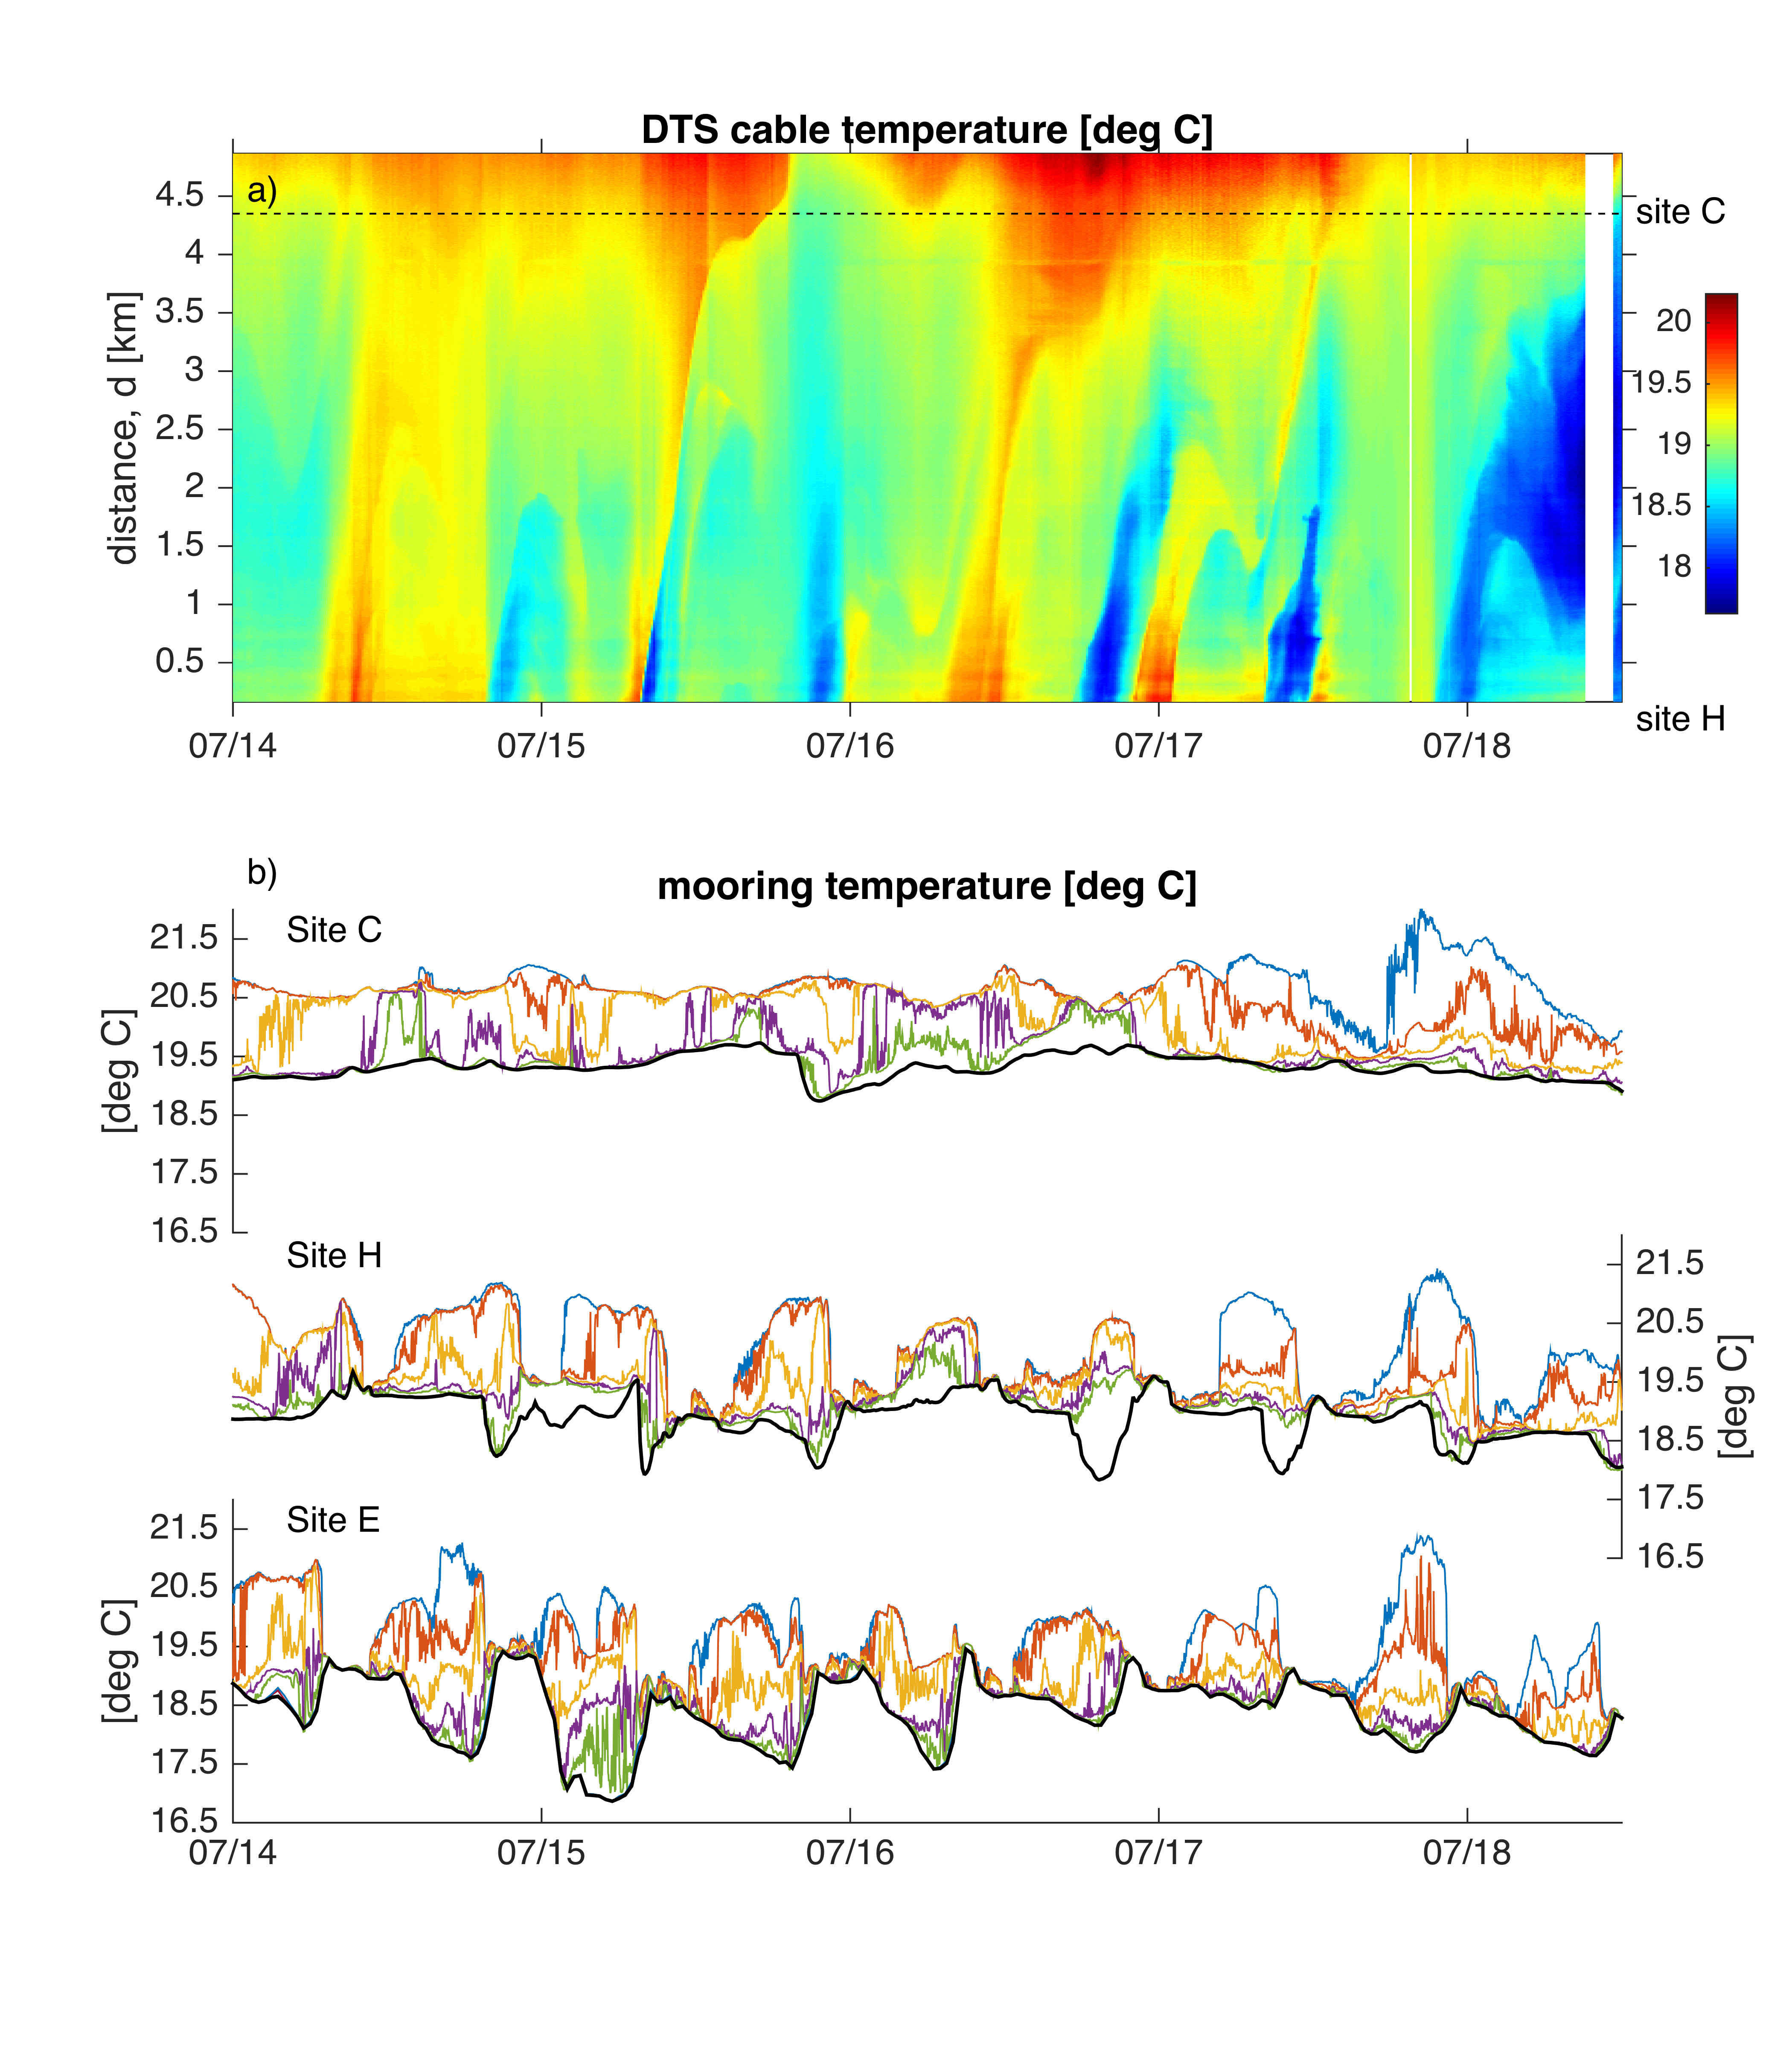 DTS cable temperature [deg C]
a)
distance, d [km]
4.5
4
3.5
3
2.5
2
1.5
1
0.5
site C
20
19.5
19
18.5
18
site H
07/14 07/15 07/16 07/17 07/18
b)
mooring temperature [deg C]
Site C
[deg C]
21.5
20.5
19.5
18.5
17.5
16.5
Site H
21.5
20.5
19.5
18.5
17.5
16.5
[deg C]
Site E
[deg C]
21.5
20.5
19.5
18.5
17.5
16.5
07/14 07/15 07/16 07/17 07/18